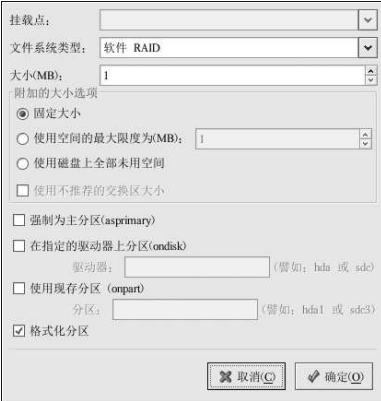 挂载点：
文件系统类型： 软件 RAID
大小(MB)： 1
附加的大小选项
固定大小
使用空间的最大限度为(MB)： 1
使用磁盘上全部未用空间
使用不推荐的交换区大小
强制为主分区(asprimary)
在指定的驱动器上分区(ondisk)
驱动器： (譬如：hda 或 sdc)
使用现存分区 (onpart)
分区： (譬如：hda1 或 sdc3)
格式化分区
取消(C) 确定(O)